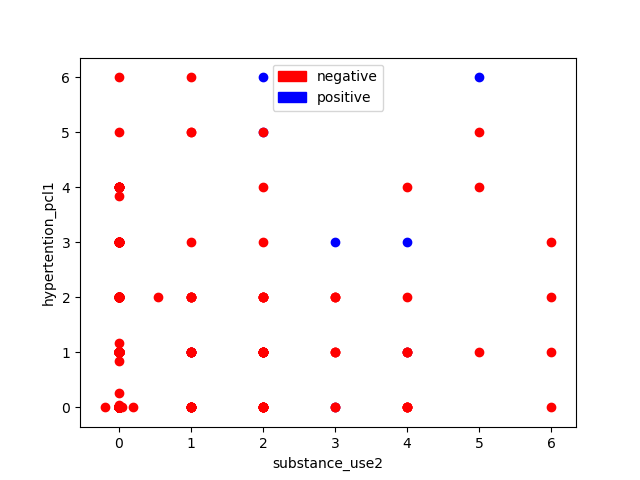 negative
positive
6
5
4
3
2
1
0
hypertention_pcl1
0 1 2 3 4 5 6
substance_use2